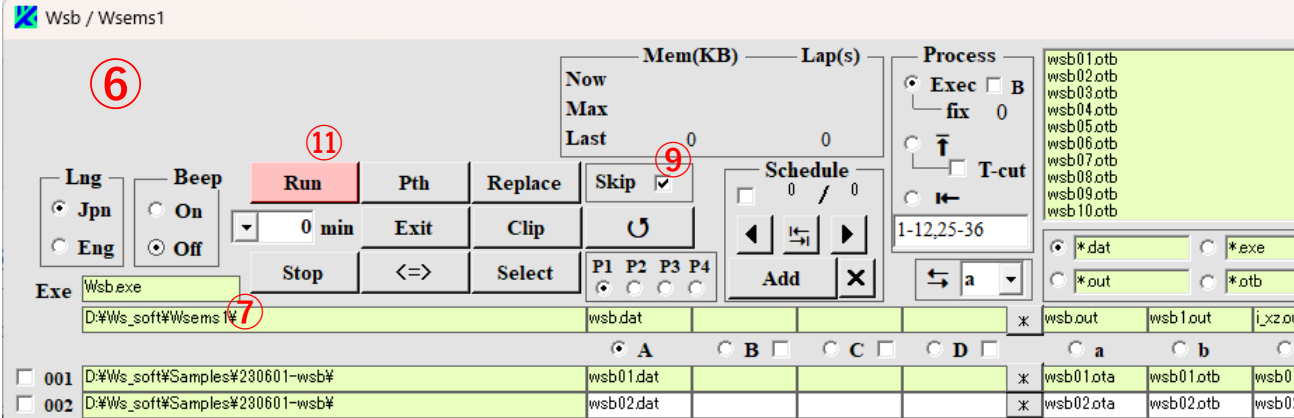 Wsb / Wsems1
⑥
Mem(KB) Lap(s)
Now
Max
Last 0 0
Process
Exec B
fix 0
T
T-cut
1-12,25-36
a
wsb01.otb
wsb02.otb
wsb03.otb
wsb04.otb
wsb05.otb
wsb06.otb
wsb07.otb
wsb08.otb
wsb09.otb
wsb10.otb
*.dat *.exe
*.out *.otb
⑪
⑨
Lng
Jpn
Eng
Beep
On
Off
Run Pth Replace
0 min Exit Clip
Stop <=> Select
Skip
↺
P1 P2 P3 P4
Schedule
0 / 0
Add ×
Exe Wsb.exe
⑦
D:¥Ws_soft¥Wsems1¥ wsb.dat * wsb.out wsb1.out
A B C D a b
001 D:¥Ws_soft¥Samples¥230601-wsb¥ wsb01.dat * wsb01.ota wsb01.otb
002 D:¥Ws_soft¥Samples¥230601-wsb¥ wsb02.dat * wsb02.ota wsb02.otb